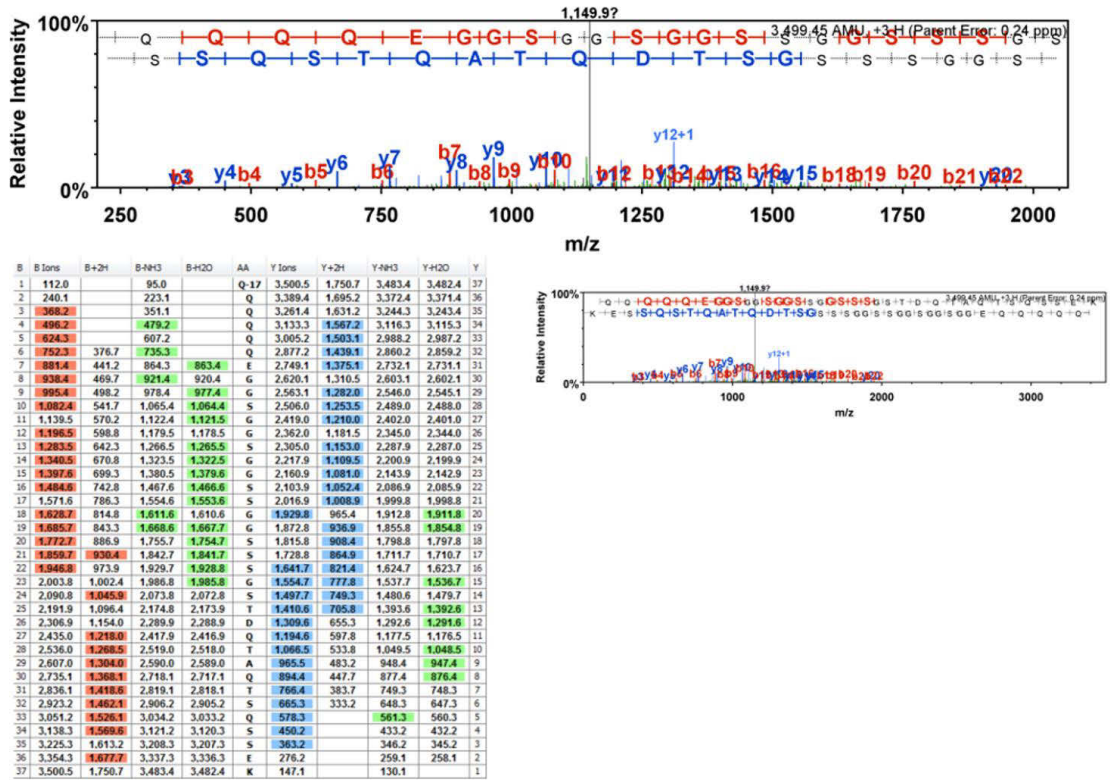 1,149.9?
100%
3,499.45 AMU, +3 H (Parent Error: 0.24 ppm)
Q Q Q Q E G G S G G S G G S S G G S S S G S
S S Q S T Q A T Q D T S G S S S G G S
Relative Intensity
y12+1
y3 b3 y4 b4 y5 b5 y6 b6 y7 b7 y8 b8 y9 b9 y10 b10 b12 y11 b13 y12 b14 b15 y13 b16 y14 y15 b18 b19 b20 b21 b22 y20
0%
250 500 750 1000 1250 1500 1750 2000
m/z
B B Ions B+2H B-NH3 B-H2O AA Y Ions Y+2H Y-NH3 Y-H2O Y
1 112.0 95.0 Q-17 3,500.5 1,750.7 3,483.4 3,482.4 37
2 240.1 223.1 Q 3,389.4 1,695.2 3,372.4 3,371.4 36
3 368.2 351.1 Q 3,261.4 1,631.2 3,244.3 3,243.4 35
4 496.2 479.2 Q 3,133.3 1,567.2 3,116.3 3,115.3 34
5 624.3 607.2 Q 3,005.2 1,503.1 2,988.2 2,987.2 33
6 752.3 376.7 735.3 Q 2,877.2 1,439.1 2,860.2 2,859.2 32
7 881.4 441.2 864.3 863.4 E 2,749.1 1,375.1 2,732.1 2,731.1 31
8 938.4 469.7 921.4 920.4 G 2,620.1 1,310.5 2,603.1 2,602.1 30
9 995.4 498.2 978.4 977.4 G 2,563.1 1,282.0 2,546.0 2,545.1 29
10 1,082.4 541.7 1,065.4 1,064.4 S 2,506.0 1,253.5 2,489.0 2,488.0 28
11 1,139.5 570.2 1,122.4 1,121.5 G 2,419.0 1,210.0 2,402.0 2,401.0 27
12 1,196.5 598.8 1,179.5 1,178.5 G 2,362.0 1,181.5 2,345.0 2,344.0 26
13 1,283.5 642.3 1,266.5 1,265.5 S 2,305.0 1,153.0 2,287.9 2,287.0 25
14 1,340.5 670.8 1,323.5 1,322.5 G 2,217.9 1,109.5 2,200.9 2,199.9 24
15 1,397.6 699.3 1,380.5 1,379.6 G 2,160.9 1,081.0 2,143.9 2,142.9 23
16 1,484.6 742.8 1,467.6 1,466.6 S 2,103.9 1,052.4 2,086.9 2,085.9 22
17 1,571.6 786.3 1,554.6 1,553.6 S 2,016.9 1,008.9 1,999.8 1,998.8 21
18 1,628.7 814.8 1,611.6 1,610.6 G 1,929.8 965.4 1,912.8 1,911.8 20
19 1,685.7 843.3 1,668.6 1,667.7 G 1,872.8 936.9 1,855.8 1,854.8 19
20 1,772.7 886.9 1,755.7 1,754.7 S 1,815.8 908.4 1,798.8 1,797.8 18
21 1,859.7 930.4 1,842.7 1,841.7 S 1,728.8 864.9 1,711.7 1,710.7 17
22 1,946.8 973.9 1,929.7 1,928.8 S 1,641.7 821.4 1,624.7 1,623.7 16
23 2,003.8 1,002.4 1,986.8 1,985.8 G 1,554.7 777.8 1,537.7 1,536.7 15
24 2,090.8 1,045.9 2,073.8 2,072.8 S 1,497.7 749.3 1,480.6 1,479.7 14
25 2,191.9 1,096.4 2,174.8 2,173.9 T 1,410.6 705.8 1,393.6 1,392.6 13
26 2,306.9 1,154.0 2,289.9 2,288.9 D 1,309.6 655.3 1,292.6 1,291.6 12
27 2,435.0 1,218.0 2,417.9 2,416.9 Q 1,194.6 597.8 1,177.5 1,176.5 11
28 2,536.0 1,268.5 2,519.0 2,518.0 T 1,066.5 533.8 1,049.5 1,048.5 10
29 2,607.0 1,304.0 2,590.0 2,589.0 A 965.5 483.2 948.4 947.4 9
30 2,735.1 1,368.1 2,718.1 2,717.1 Q 894.4 447.7 877.4 876.4 8
31 2,836.1 1,418.6 2,819.1 2,818.1 T 766.4 383.7 749.3 748.3 7
32 2,923.2 1,462.1 2,906.2 2,905.2 S 665.3 333.2 648.3 647.3 6
33 3,051.2 1,526.1 3,034.2 3,033.2 Q 578.3 561.3 560.3 5
34 3,138.3 1,569.6 3,121.2 3,120.3 S 450.2 433.2 432.2 4
35 3,225.3 1,613.2 3,208.3 3,207.3 S 363.2 346.2 345.2 3
36 3,354.3 1,677.7 3,337.3 3,336.3 E 276.2 259.1 258.1 2
37 3,500.5 1,750.7 3,483.4 3,482.4 K 147.1 130.1 1
1,149.9?
100%
3,499.45 AMU, +3 H (Parent Error: 0.24 ppm)
Relative Intensity
50%
y12+1
0%
0 1000 2000 3000
m/z